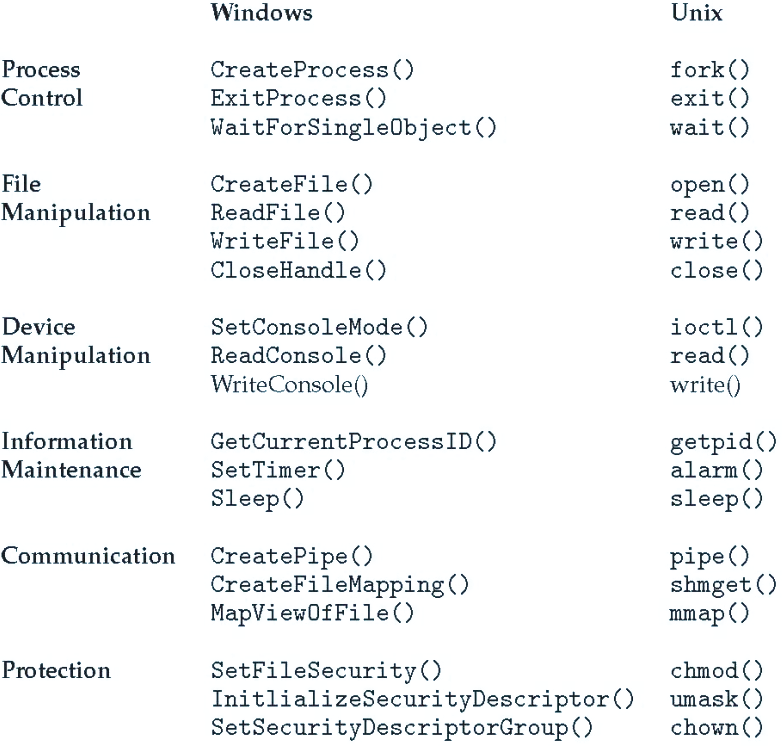 Windows Unix
Process CreateProcess() fork()
Control ExitProcess() exit()
WaitForSingleObject() wait()
File CreateFile() open()
Manipulation ReadFile() read()
WriteFile() write()
CloseHandle() close()
Device SetConsoleMode() ioctl()
Manipulation ReadConsole() read()
WriteConsole() write()
Information GetCurrentProcessID() getpid()
Maintenance SetTimer() alarm()
Sleep() sleep()
Communication CreatePipe() pipe()
CreateFileMapping() shmget()
MapViewOfFile() mmap()
Protection SetFileSecurity() chmod()
InitlializeSecurityDescriptor() umask()
SetSecurityDescriptorGroup() chown()